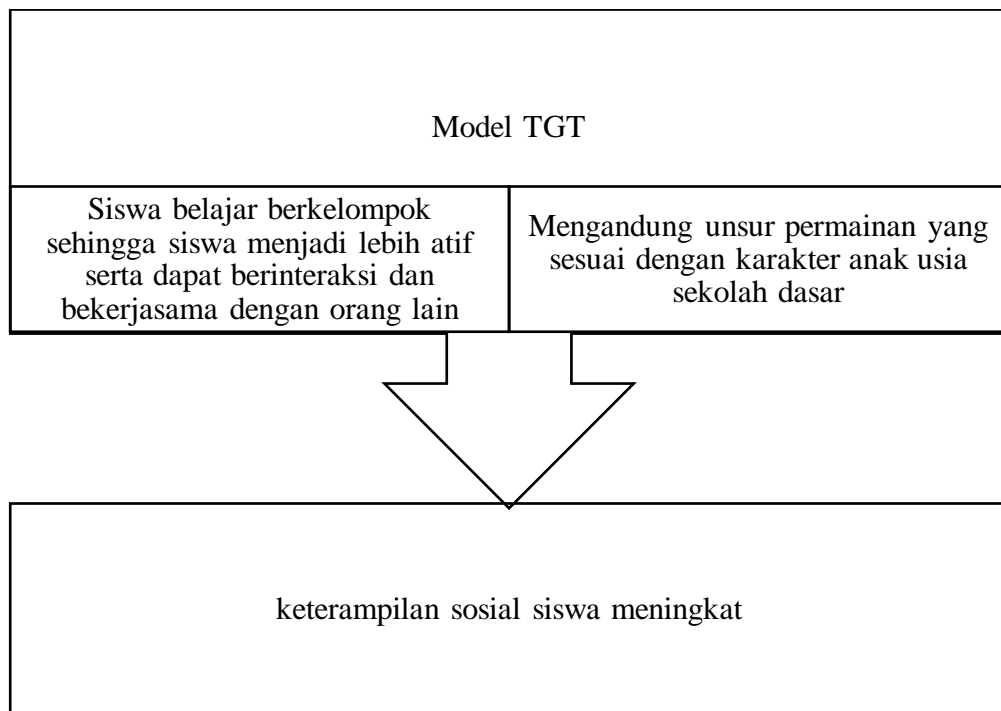 Model TGT
Siswa belajar berkelompok
sehingga siswa menjadi lebih atif
serta dapat berinteraksi dan
bekerjasama dengan orang lain
Mengandung unsur permainan yang
sesuai dengan karakter anak usia
sekolah dasar
keterampilan sosial siswa meningkat